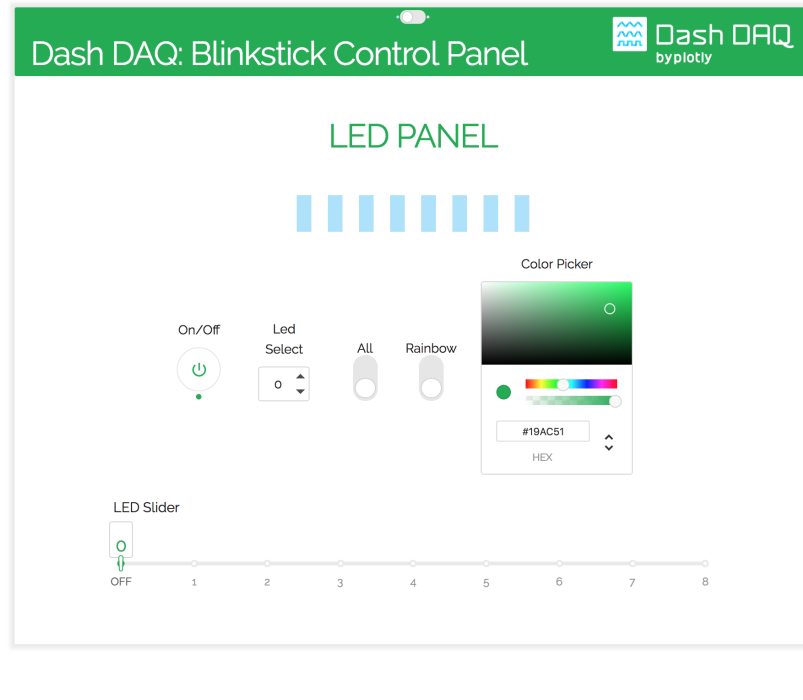 Dash DAQ: Blinkstick Control Panel
Dash DAQ
by plotly
LED PANEL
Color Picker
On/Off
Led
Select
All
Rainbow
0
#19AC51
HEX
LED Slider
0
OFF 1 2 3 4 5 6 7 8